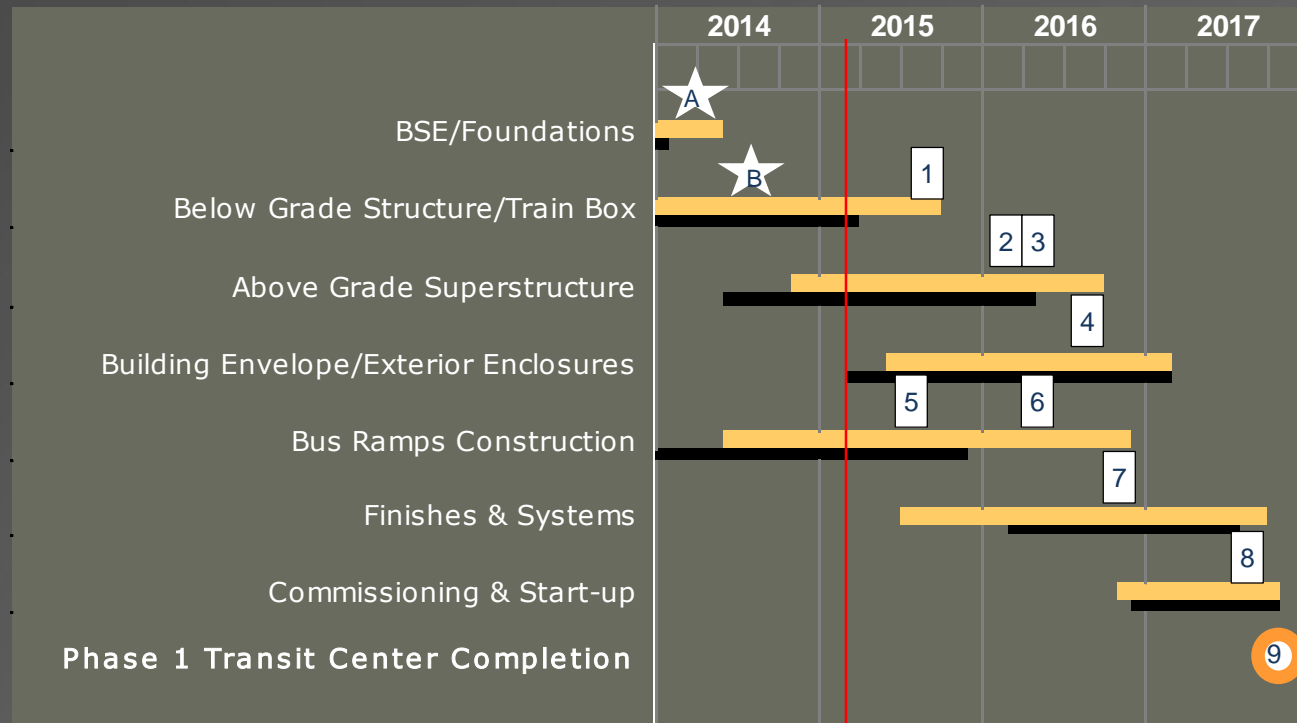 2014 2015 2016 2017
A
BSE/Foundations
B
1
Below Grade Structure/Train Box
2 3
Above Grade Superstructure
4
Building Envelope/Exterior Enclosures
5 6
Bus Ramps Construction
7
Finishes & Systems
8
Commissioning & Start-up
Phase 1 Transit Center Completion
9